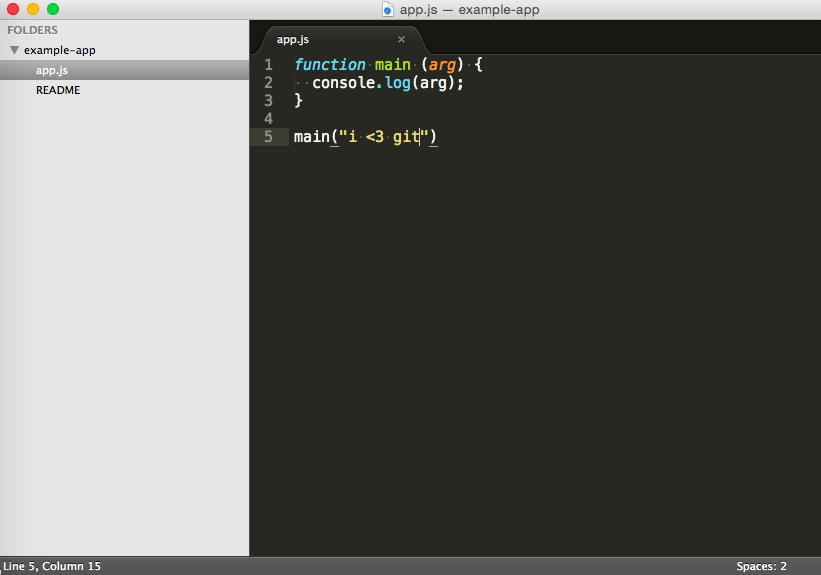 app.js — example-app
FOLDERS
example-app
app.js
README
app.js ×
1 function main (arg) {
2   console.log(arg);
3 }
4
5 main("i <3 git")
Line 5, Column 15
Spaces: 2